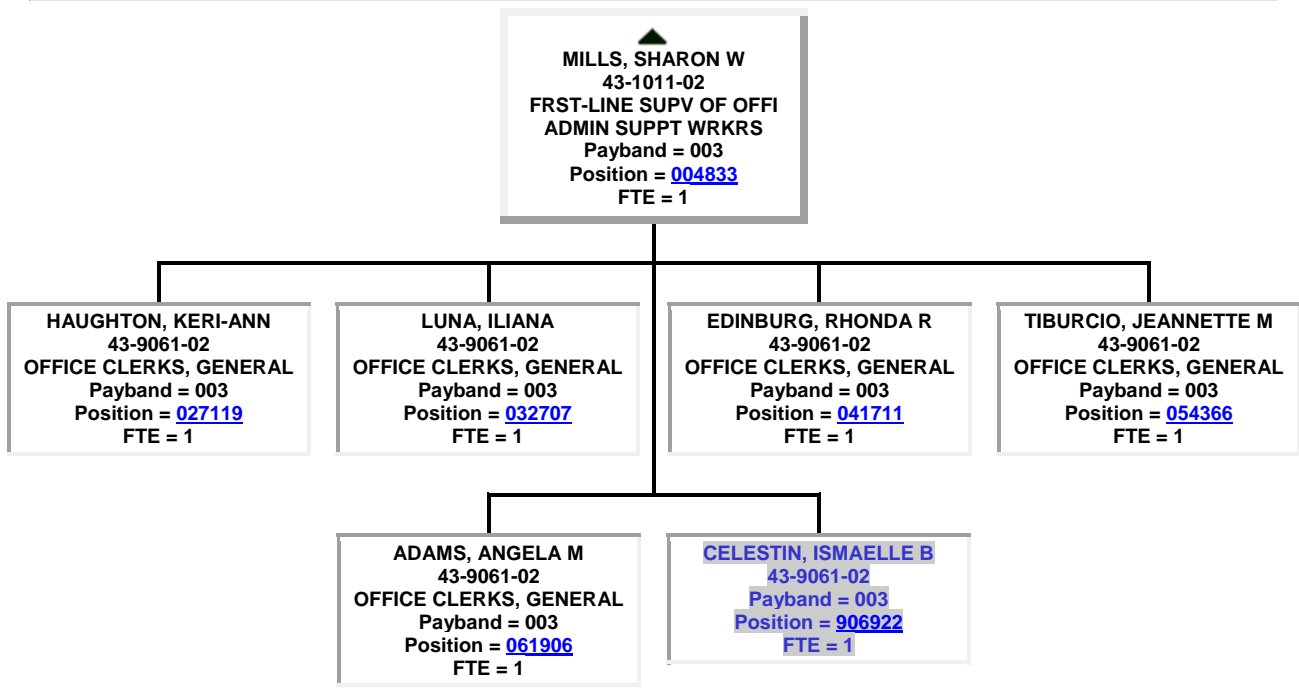 MILLS, SHARON W
43-1011-02
FRST-LINE SUPV OF OFFI
ADMIN SUPPT WRKRS
Payband = 003
Position = 004833
FTE = 1
HAUGHTON, KERI-ANN
43-9061-02
OFFICE CLERKS, GENERAL
Payband = 003
Position = 027119
FTE = 1
LUNA, ILIANA
43-9061-02
OFFICE CLERKS, GENERAL
Payband = 003
Position = 032707
FTE = 1
EDINBURG, RHONDA R
43-9061-02
OFFICE CLERKS, GENERAL
Payband = 003
Position = 041711
FTE = 1
TIBURCIO, JEANNETTE M
43-9061-02
OFFICE CLERKS, GENERAL
Payband = 003
Position = 054366
FTE = 1
ADAMS, ANGELA M
43-9061-02
OFFICE CLERKS, GENERAL
Payband = 003
Position = 061906
FTE = 1
CELESTIN, ISMAELLE B
43-9061-02
Payband = 003
Position = 906922
FTE = 1